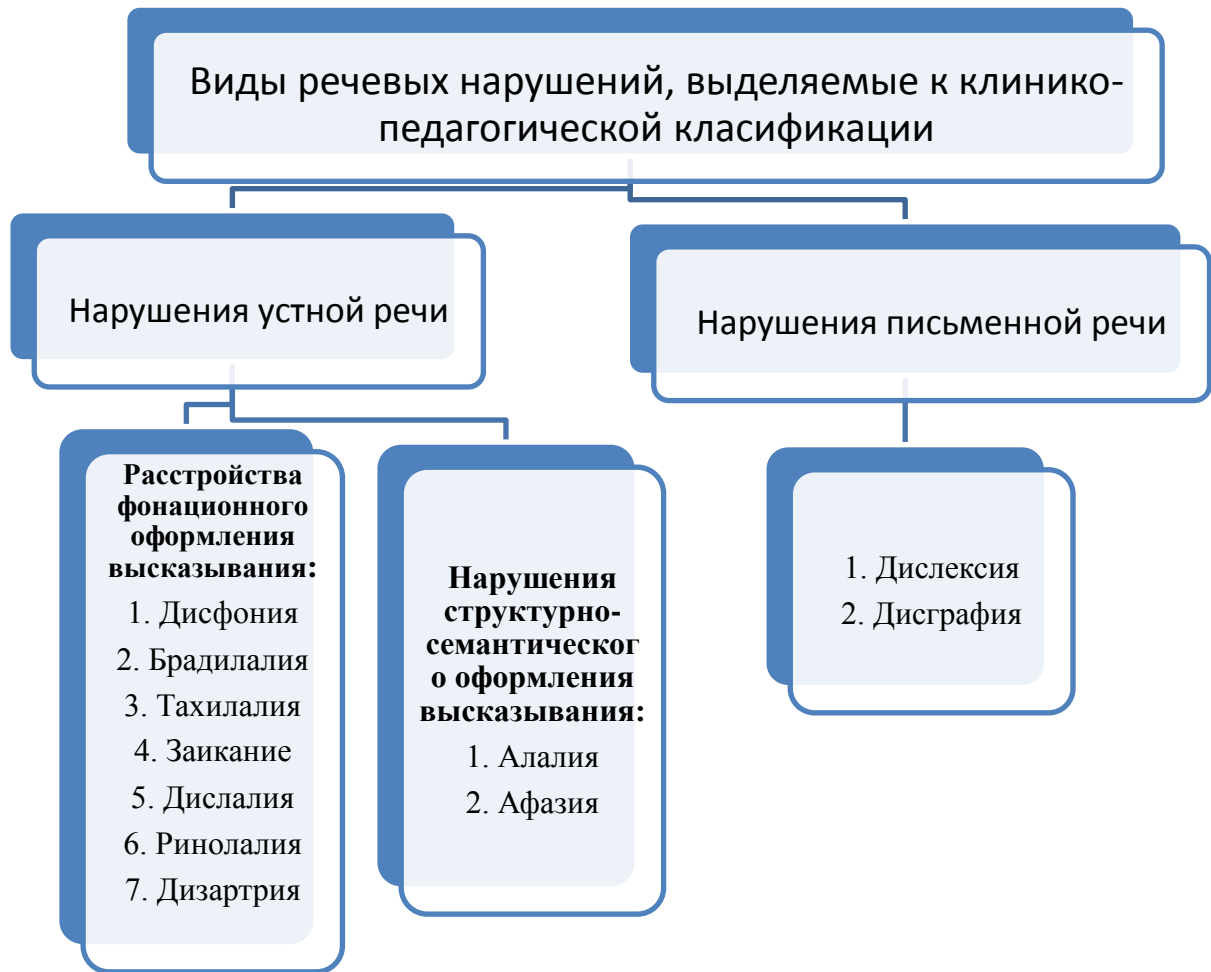 Виды речевых нарушений, выделяемые к клинико-
педагогической класификации
Нарушения устной речи
Нарушения письменной речи
Расстройства
фонационного
оформления
высказывания:
1. Дисфония
2. Брадилалия
3. Тахилалия
4. Заикание
5. Дислалия
6. Ринолалия
7. Дизартрия
Нарушения
структурно-
семантическог
о оформления
высказывания:
1. Алалия
2. Афазия
1. Дислексия
2. Дисграфия